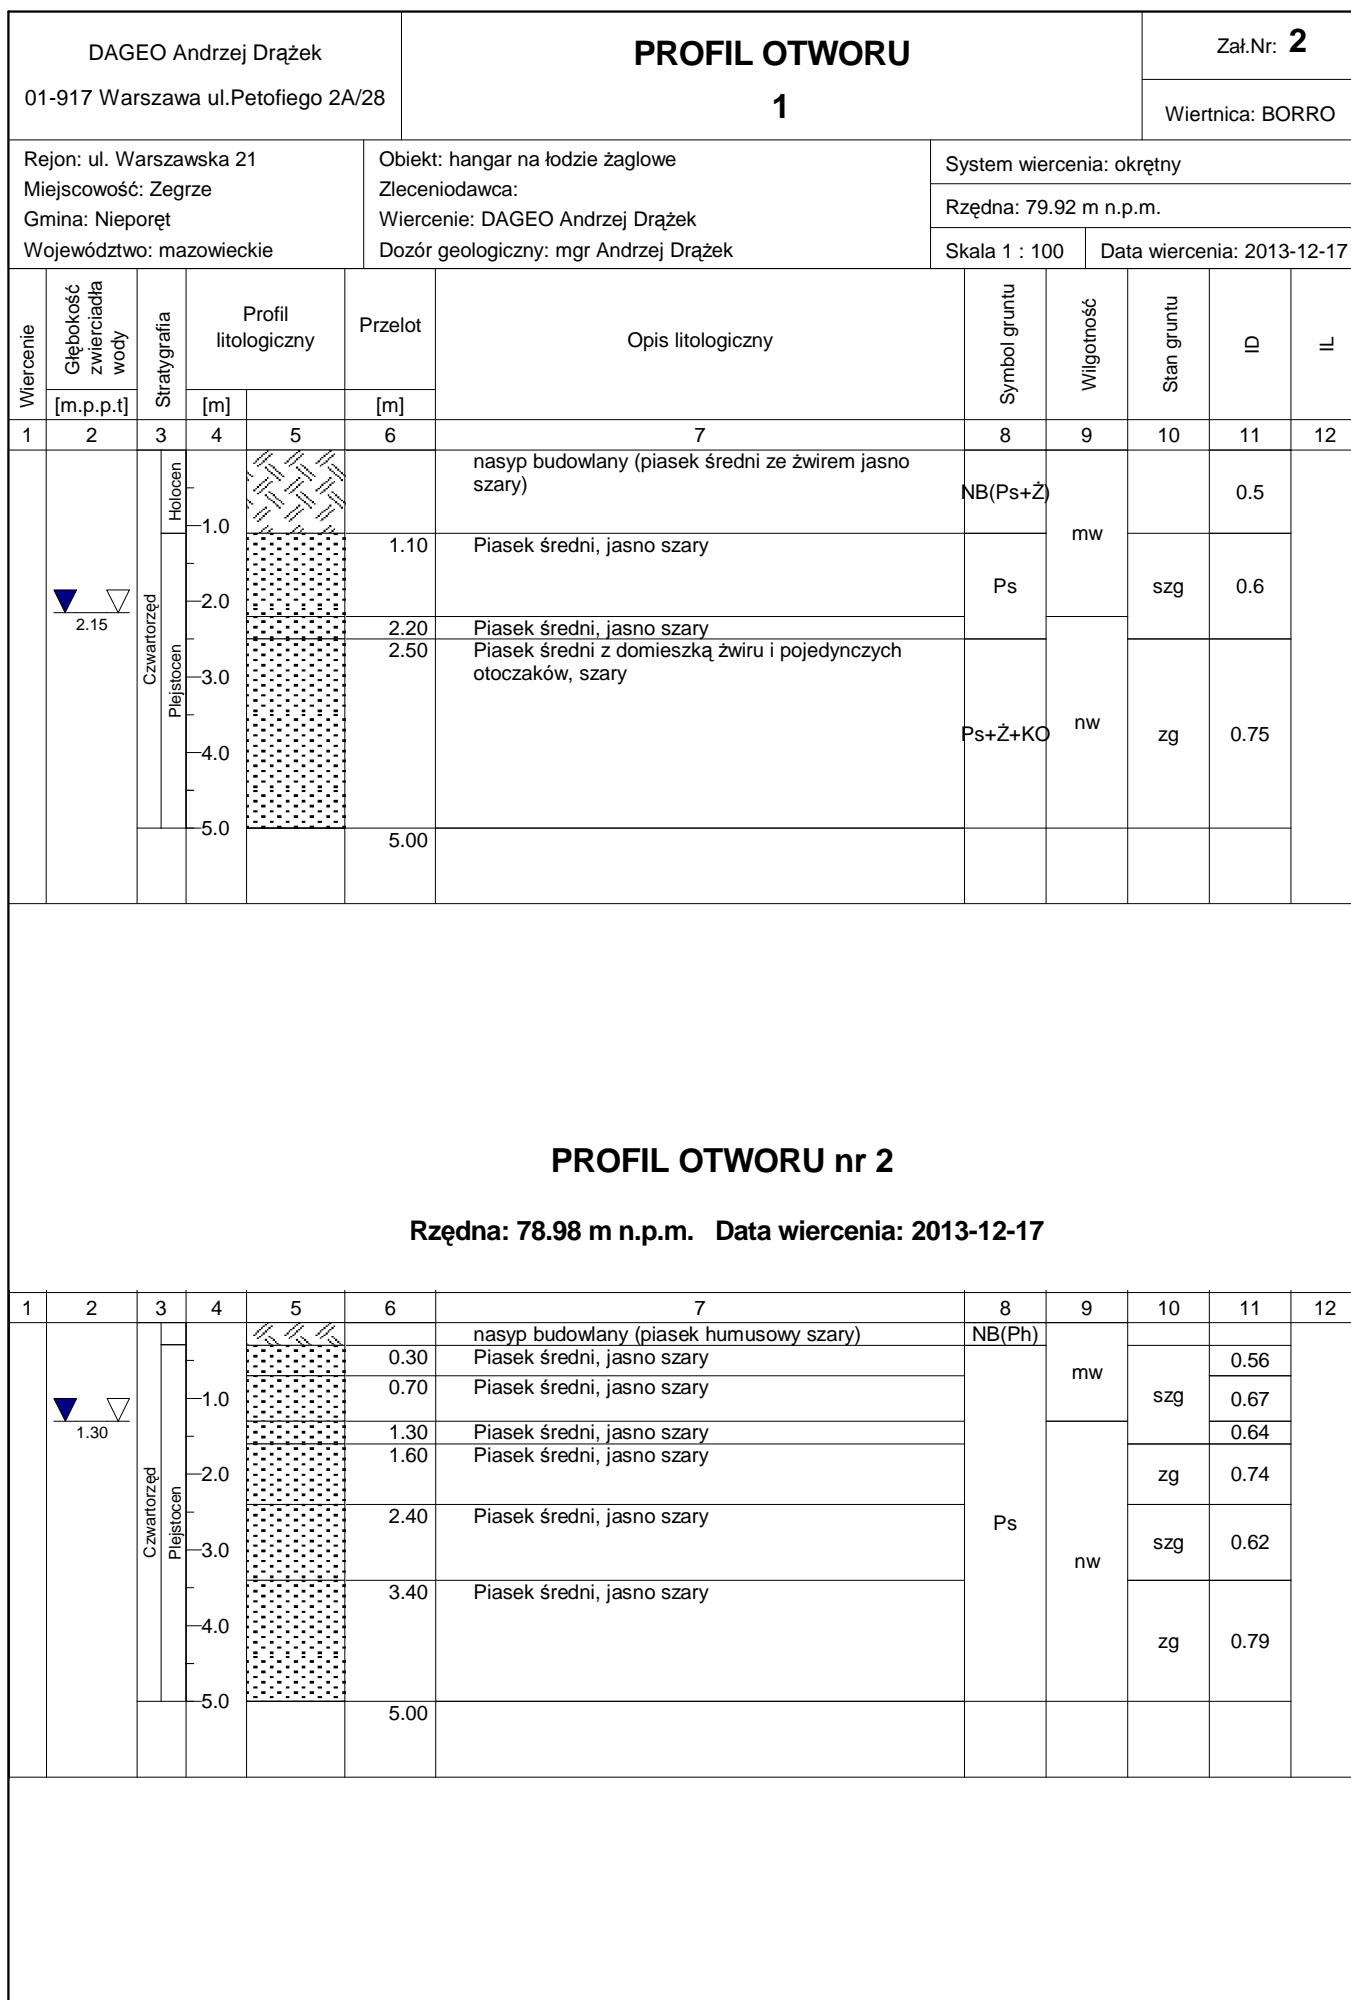 DAGEO Andrzej Drążek
01-917 Warszawa ul.Petofiego 2A/28
PROFIL OTWORU
1
Zał.Nr: 2
Wiertnica: BORRO
Rejon: ul. Warszawska 21
Miejscowość: Zegrze
Gmina: Nieporęt
Województwo: mazowieckie
Obiekt: hangar na łodzie żaglowe
Zleceniodawca:
Wiercenie: DAGEO Andrzej Drążek
Dozór geologiczny: mgr Andrzej Drążek
System wiercenia: okrętny
Rzędna: 79.92 m n.p.m.
Skala 1 : 100 Data wiercenia: 2013-12-17
Wiercenie
Głębokość
zwierciadła
wody
[m.p.p.t]
Stratygrafia
Profil
litologiczny
[m]
Przelot
[m]
Opis litologiczny
Symbol gruntu
Wilgotność
Stan gruntu
ID
IL
1 2 3 4 5 6 7 8 9 10 11 12
Holocen
nasyp budowlany (piasek średni ze żwirem jasno
szary)
NB(Ps+Ż)
0.5
1.0
mw
1.10 Piasek średni, jasno szary
Ps
szg
0.6
2.0
2.15
Czwartorzęd
Plejstocen
2.20 Piasek średni, jasno szary
2.50 Piasek średni z domieszką żwiru i pojedynczych
otoczaków, szary
3.0
Ps+Ż+KO
nw
zg
0.75
4.0
5.0
5.00
PROFIL OTWORU nr 2
Rzędna: 78.98 m n.p.m. Data wiercenia: 2013-12-17
1 2 3 4 5 6 7 8 9 10 11 12
nasyp budowlany (piasek humusowy szary) NB(Ph)
0.30 Piasek średni, jasno szary 0.56
mw
0.70 Piasek średni, jasno szary
1.0
szg
0.67
1.30
1.30 Piasek średni, jasno szary 0.64
1.60 Piasek średni, jasno szary
2.0
zg
0.74
Czwartorzęd
Plejstocen
2.40 Piasek średni, jasno szary
Ps
3.0
szg
0.62
nw
3.40 Piasek średni, jasno szary
4.0
zg
0.79
5.0
5.00